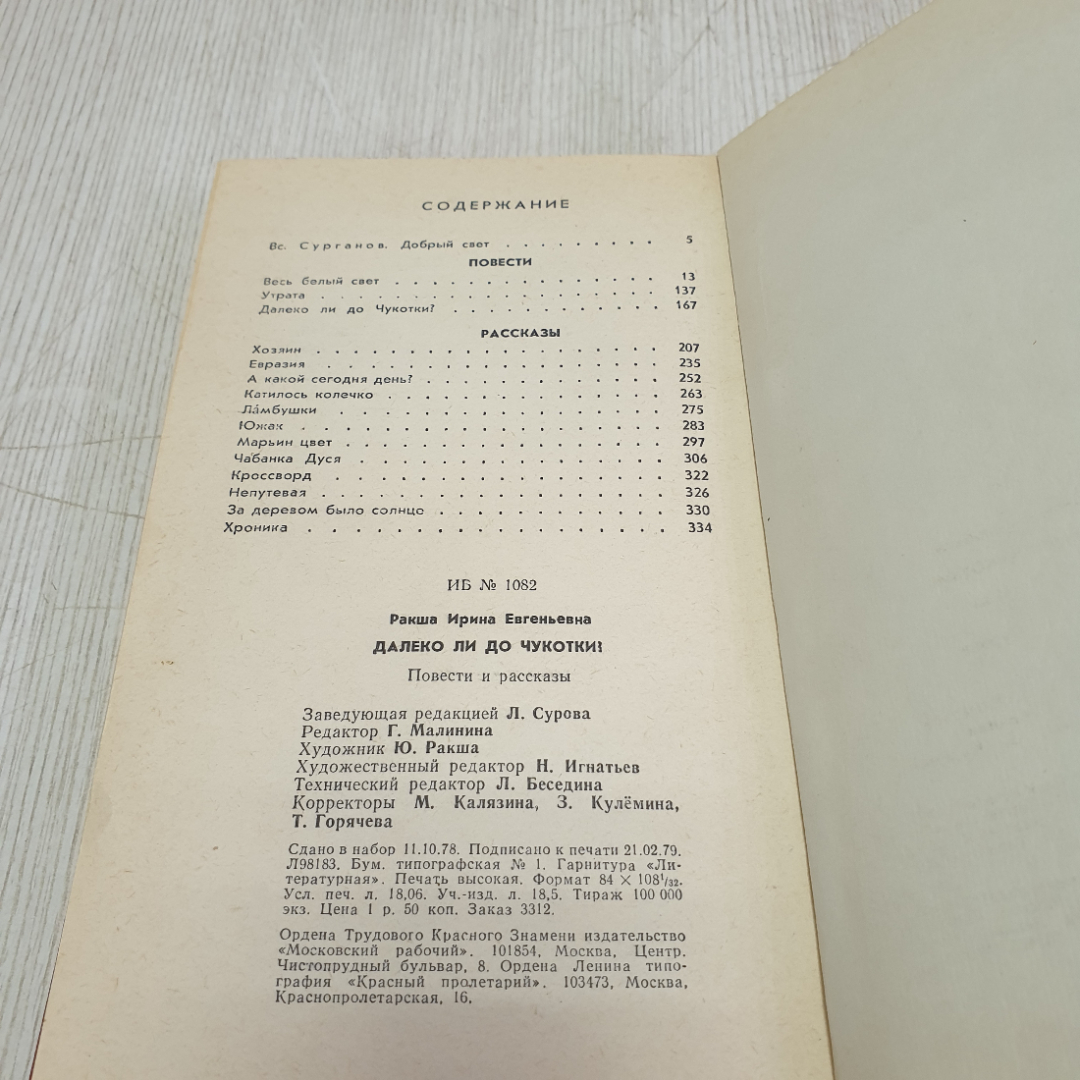 СОДЕРЖАНИЕ
Вс. Сурганов. Добрый свет . . . . . . . . . 5
ПОВЕСТИ
Весь белый свет . . . . . . . . . . . . . . 13
Утрата . . . . . . . . . . . . . . . . . 137
Далеко ли до Чукотки? . . . . . . . . . . . 167
РАССКАЗЫ
Хозяин . . . . . . . . . . . . . . . . . 207
Евразия . . . . . . . . . . . . . . . . . 235
А какой сегодня день? . . . . . . . . . . . 252
Катилось колечко . . . . . . . . . . . . . 263
Ла́мбушки . . . . . . . . . . . . . . . . 275
Южак . . . . . . . . . . . . . . . . . . 283
Марьин цвет . . . . . . . . . . . . . . . 297
Чабанка Дуся . . . . . . . . . . . . . . . 306
Кроссворд . . . . . . . . . . . . . . . . 322
Непутевая . . . . . . . . . . . . . . . . 326
За деревом было солнце . . . . . . . . . . . 330
Хроника . . . . . . . . . . . . . . . . . 334
ИБ № 1082
Ракша Ирина Евгеньевна
ДАЛЕКО ЛИ ДО ЧУКОТКИ?
Повести и рассказы
Заведующая редакцией Л. Сурова
Редактор Г. Малинина
Художник Ю. Ракша
Художественный редактор Н. Игнатьев
Технический редактор Л. Беседина
Корректоры М. Калязина, З. Кулёмина,
Т. Горячева
Сдано в набор 11.10.78. Подписано к печати 21.02.79.
Л98183. Бум. типографская № 1. Гарнитура «Ли-
тературная». Печать высокая. Формат 84 × 108¹/₃₂.
Усл. печ. л. 18,06. Уч.-изд. л. 18,5. Тираж 100 000
экз. Цена 1 р. 50 коп. Заказ 3312.
Ордена Трудового Красного Знамени издательство
«Московский рабочий». 101854, Москва, Центр.
Чистопрудный бульвар, 8. Ордена Ленина типо-
графия «Красный пролетарий». 103473, Москва,
Краснопролетарская, 16.